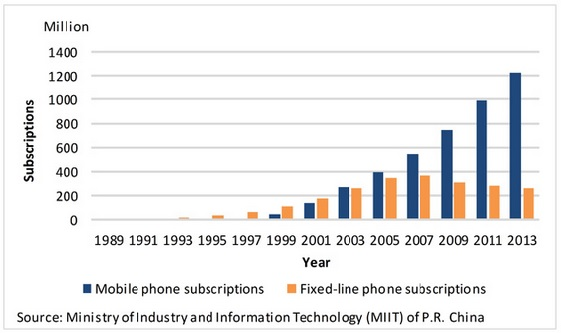 Million
1400
1200
1000
800
600
400
200
0
Subscriptions
1989 1991 1993 1995 1997 1999 2001 2003 2005 2007 2009 2011 2013
Year
Mobile phone subscriptions Fixed-line phone subscriptions
Source: Ministry of Industry and Information Technology (MIIT) of P.R. China